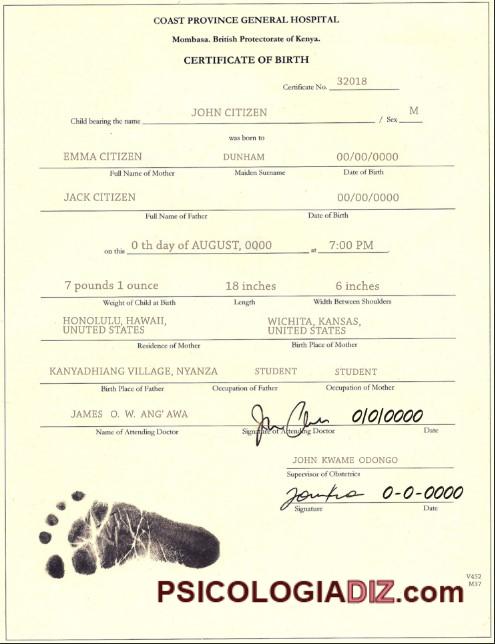 COAST PROVINCE GENERAL HOSPITAL
Mombasa. British Protectorate of Kenya.
CERTIFICATE OF BIRTH
Certificate No. 32018
Child bearing the name JOHN CITIZEN / Sex M
was born to
EMMA CITIZEN DUNHAM 00/00/0000
Full Name of Mother Maiden Surname Date of Birth
JACK CITIZEN 00/00/0000
Full Name of Father Date of Birth
on this 0 th day of AUGUST, 0000 at 7:00 PM
7 pounds 1 ounce 18 inches 6 inches
Weight of Child at Birth Length Width Between Shoulders
HONOLULU, HAWAII, WICHITA, KANSAS,
UNUTED STATES UNITED STATES
Residence of Mother Birth Place of Mother
KANYADHIANG VILLAGE, NYANZA STUDENT STUDENT
Birth Place of Father Occupation of Father Occupation of Mother
JAMES O. W. ANG' AWA 0/0/0000
Name of Attending Doctor Signature of Attending Doctor Date
JOHN KWAME ODONGO
Supervisor of Obstetrics
0-0-0000
Signature Date
V452
M37
PSICOLOGIADIZ.com